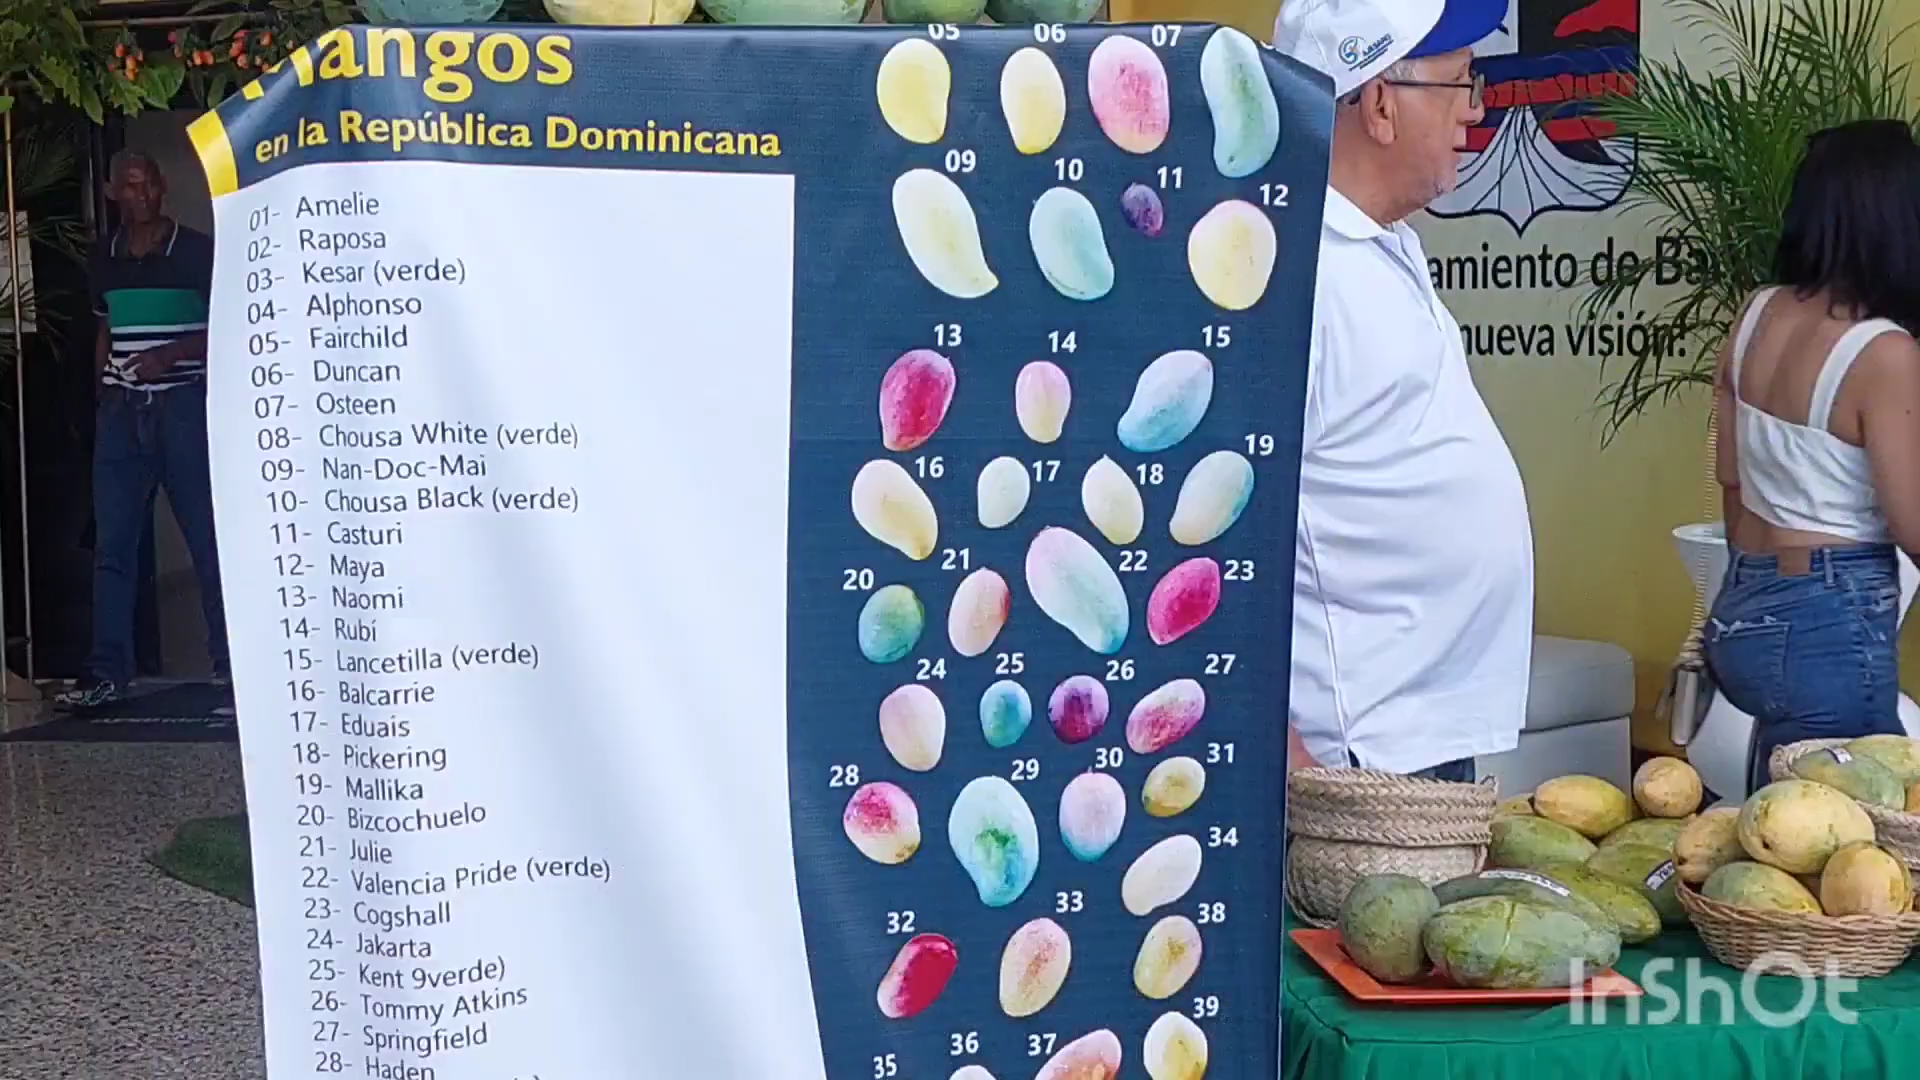 Mangos
en la República Dominicana
01- Amelie
02- Raposa
03- Kesar (verde)
04- Alphonso
05- Fairchild
06- Duncan
07- Osteen
08- Chousa White (verde)
09- Nan-Doc-Mai
10- Chousa Black (verde)
11- Casturi
12- Maya
13- Naomi
14- Rubí
15- Lancetilla (verde)
16- Balcarrie
17- Eduais
18- Pickering
19- Mallika
20- Bizcochuelo
21- Julie
22- Valencia Pride (verde)
23- Cogshall
24- Jakarta
25- Kent 9verde)
26- Tommy Atkins
27- Springfield
28- Haden
05 06 07
09 10 11 12
13 14 15
16 17 18 19
20 21 22 23
24 25 26 27
28 29 30 31
32 33 34
38
35 36 37 39
amiento de Ba
nueva visión!
InShOt